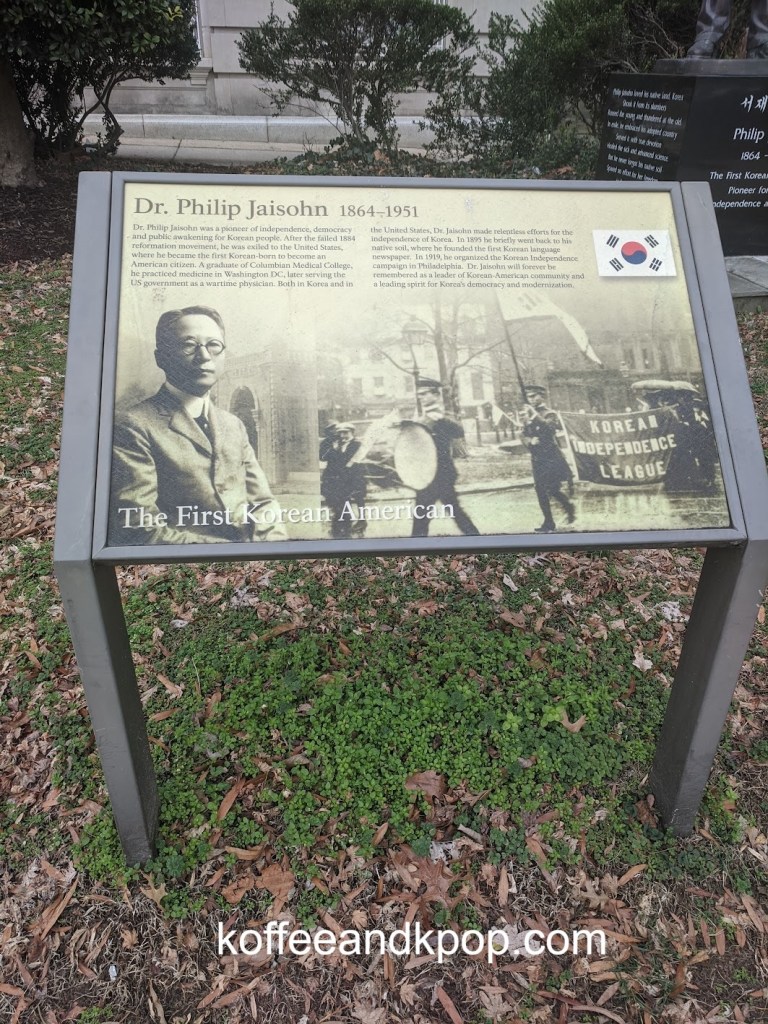 Dr. Philip Jaisohn 1864–1951
Dr. Philip Jaisohn was a pioneer of independence, democracy
and public awakening for Korean people. After the failed 1884
reformation movement, he was exiled to the United States,
where he became the first Korean-born to become an
American citizen. A graduate of Columbian Medical College,
he practiced medicine in Washington DC, later serving the
US government as a wartime physician. Both in Korea and in
the United States, Dr. Jaisohn made relentless efforts for the
independence of Korea. In 1895 he briefly went back to his
native soil, where he founded the first Korean language
newspaper. In 1919, he organized the Korean Independence
campaign in Philadelphia. Dr. Jaisohn will forever be
remembered as a leader of Korean-American community and
a leading spirit for Korea's democracy and modernization.
KOREAN
INDEPENDENCE
LEAGUE
The First Korean American
Philip Jaisohn loved his native land, Korea
서재
Philip
1864 -
The First Korean
Pioneer for
independence a
koffeeandkpop.com